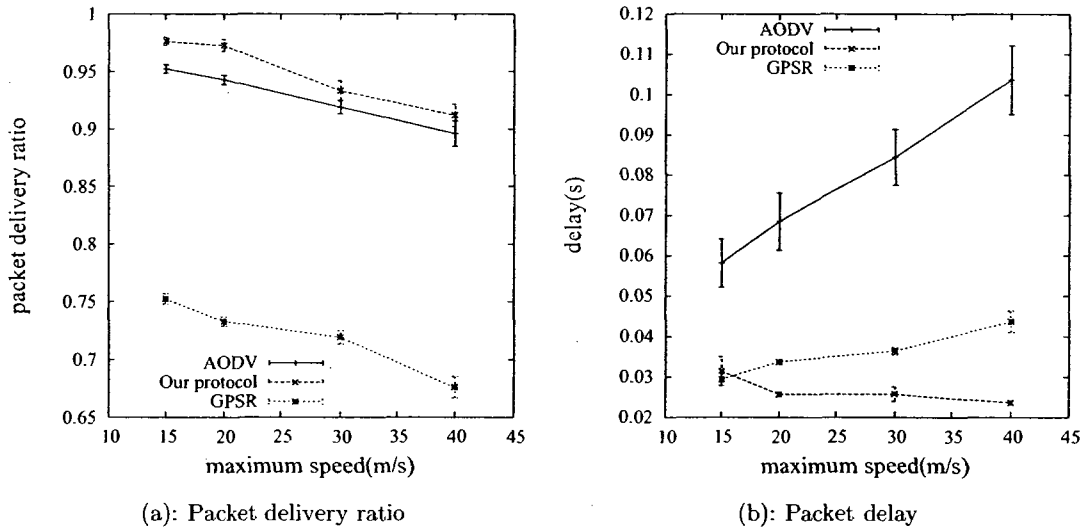 1
0.95
0.9
0.85
0.8
0.75
0.7
0.65
10
15
20
25
30
35
40
45
packet delivery ratio
maximum speed(m/s)
AODV
Our protocol
GPSR
(a): Packet delivery ratio
0.12
0.11
0.1
0.09
0.08
0.07
0.06
0.05
0.04
0.03
0.02
10
15
20
25
30
35
40
45
delay(s)
maximum speed(m/s)
AODV
Our protocol
GPSR
(b): Packet delay